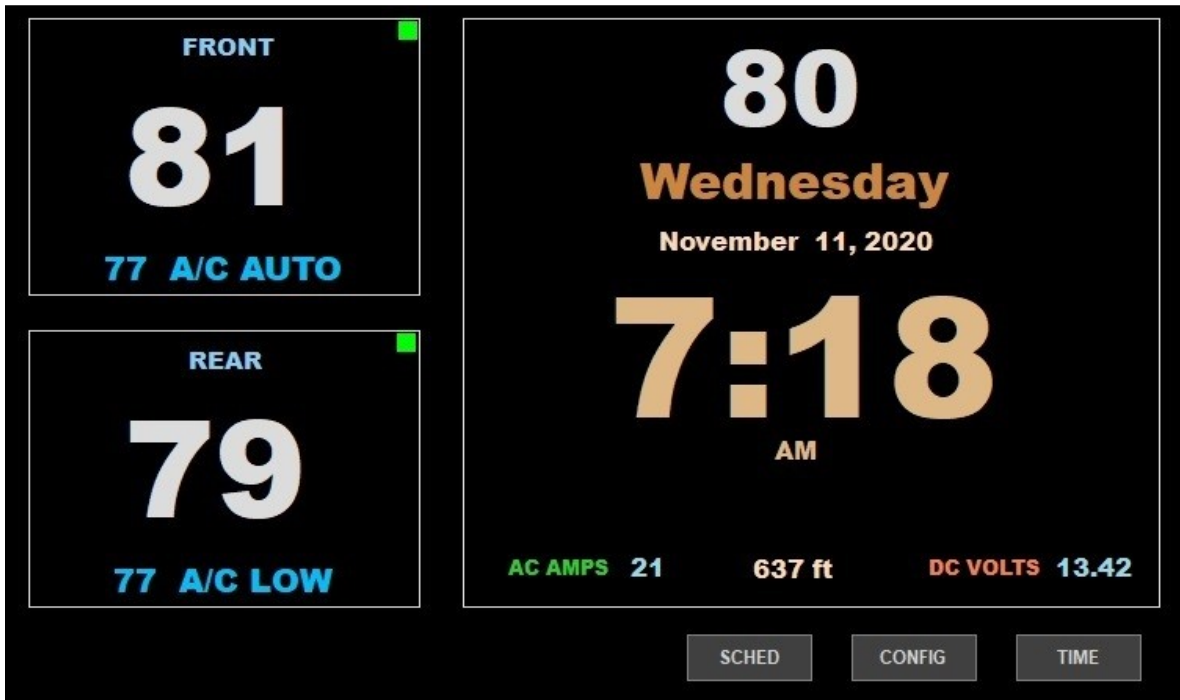 FRONT
81
77 A/C AUTO
REAR
79
77 A/C LOW
80
Wednesday
November 11, 2020
7:18
AM
AC AMPS 21 637 ft DC VOLTS 13.42
SCHED CONFIG TIME